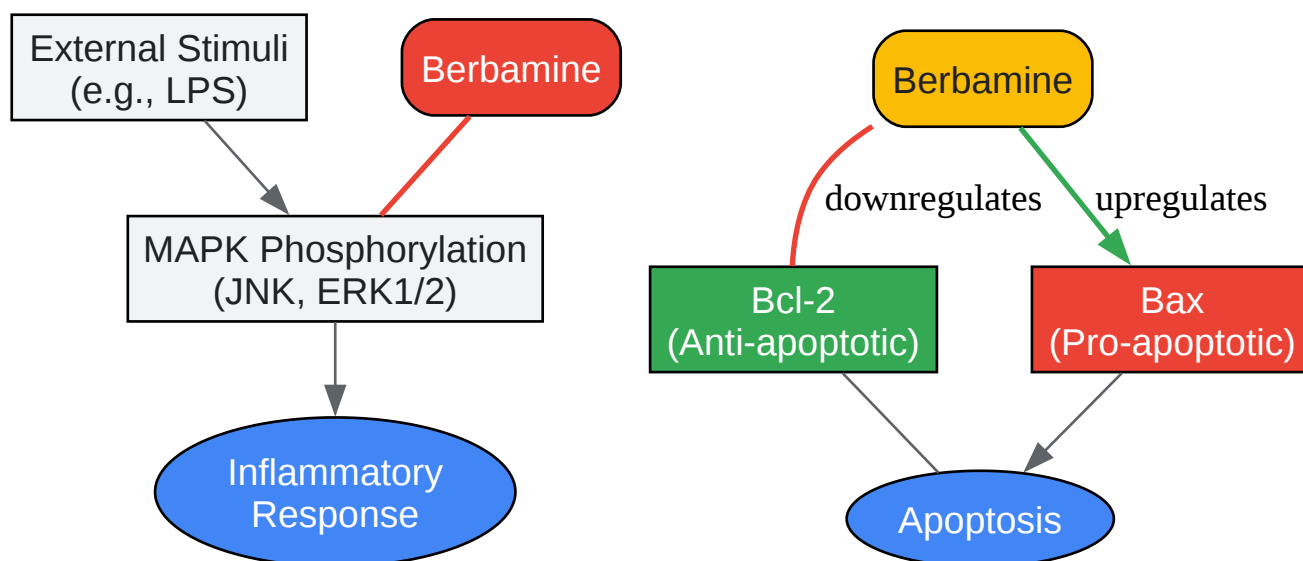 External Stimuli
(e.g., LPS)
Berbamine
MAPK Phosphorylation
(JNK, ERK1/2)
Inflammatory
Response
Berbamine
downregulates
upregulates
Bcl-2
(Anti-apoptotic)
Bax
(Pro-apoptotic)
Apoptosis